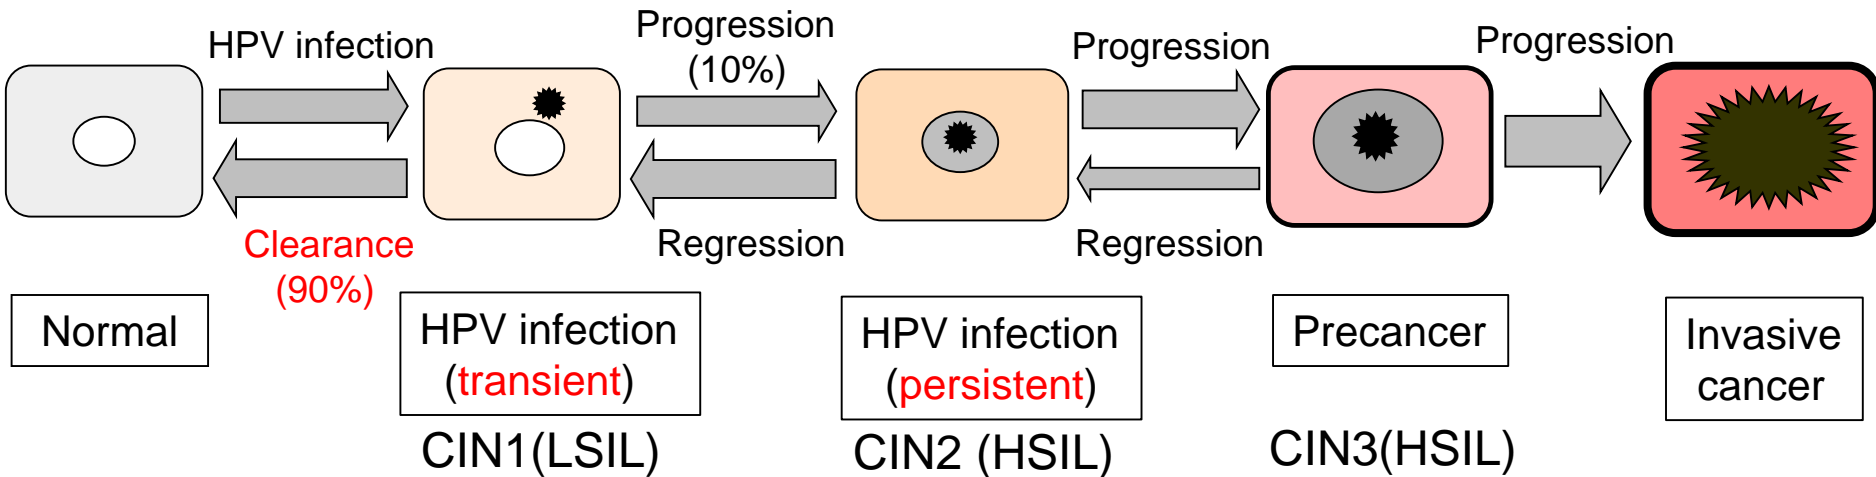 HPV infection
Progression
(10%)
Progression
Progression
Clearance
(90%)
Regression
Regression
Normal
HPV infection
(transient)
CIN1(LSIL)
HPV infection
(persistent)
CIN2 (HSIL)
Precancer
CIN3(HSIL)
Invasive
cancer